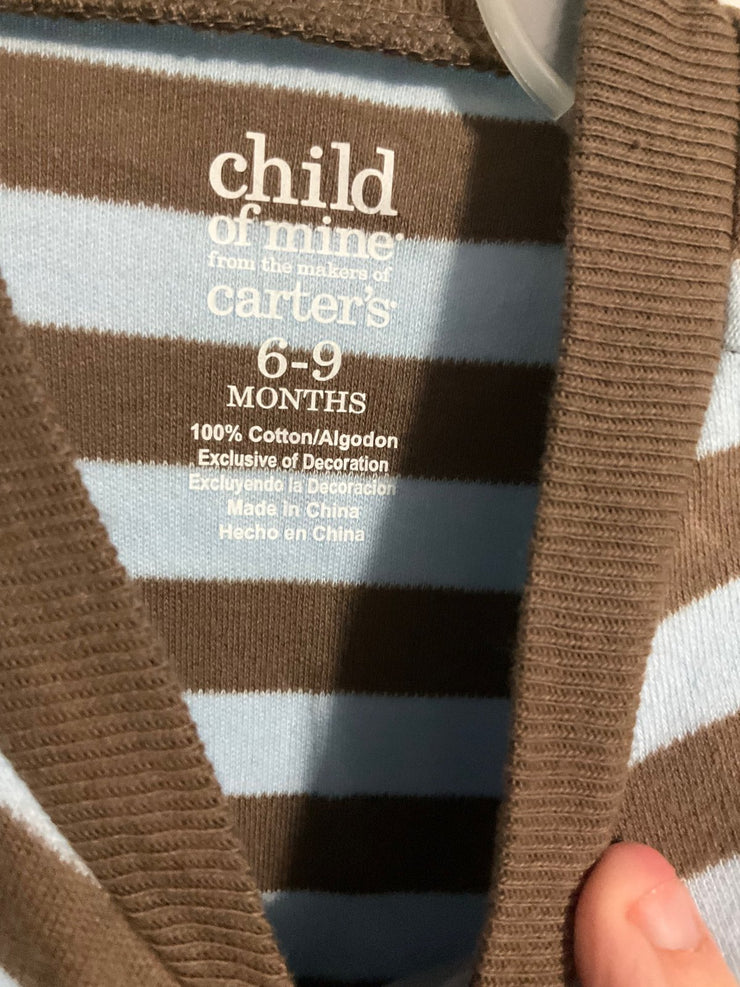 child
of mine
from the makers of
carter's
6-9
MONTHS
100% Cotton/Algodon
Exclusive of Decoration
Excluyendo la Decoracion
Made in China
Hecho en China